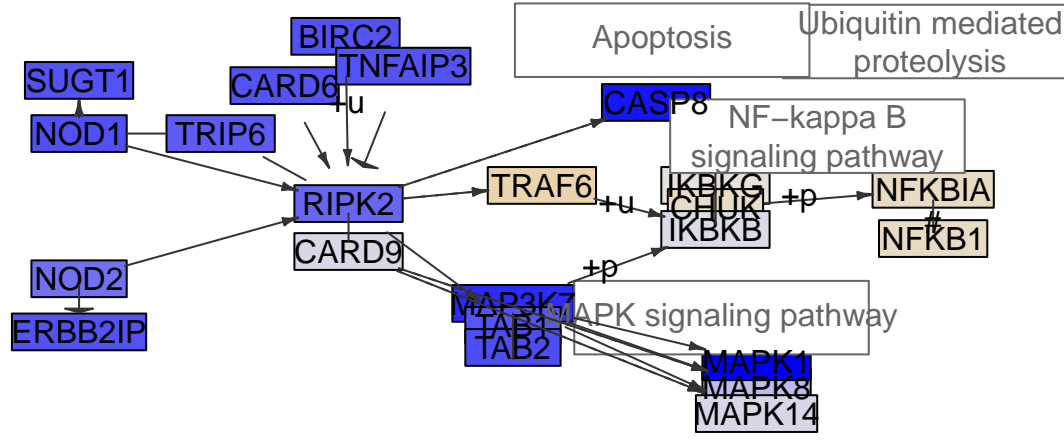 Apoptosis
Ubiquitin mediated
proteolysis
BIRC2
TNFAIP3
SUGT1
CARD6
+u
CASP8
NOD1
TRIP6
NF−kappa B
signaling pathway
RIPK2
TRAF6
IKBKG
CHUK
IKBKB
+u
+p
NFKBIA
#
NFKB1
CARD9
+p
NOD2
ERBB2IP
MAP3K7
TAB1
TAB2
MAPK signaling pathway
MAPK1
MAPK8
MAPK14